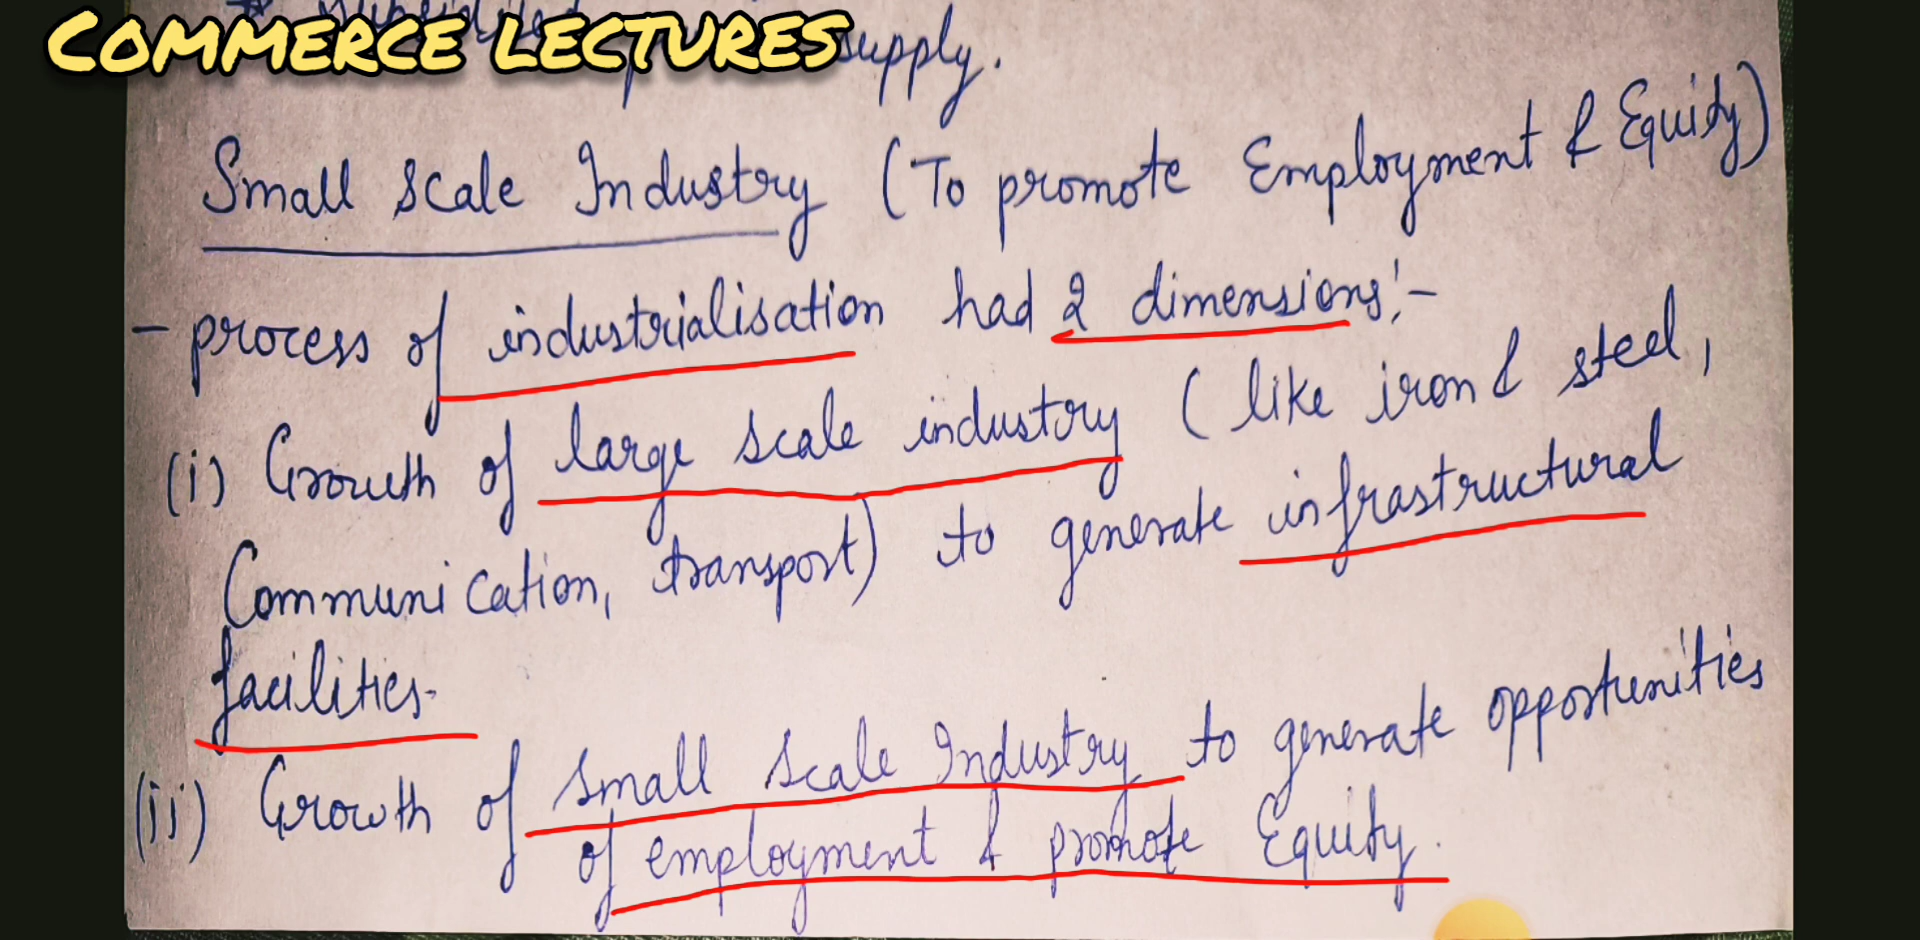 COMMERCE LECTURES
supply.
Small Scale Industry (To promote Employment & Equity)
- process of industrialisation had 2 dimensions:-
(i) Growth of large scale industry (like iron & steel,
Communication, transport) to generate infrastructural
facilities.
(ii) Growth of Small Scale Industry to generate opportunities
of employment & promote Equity.